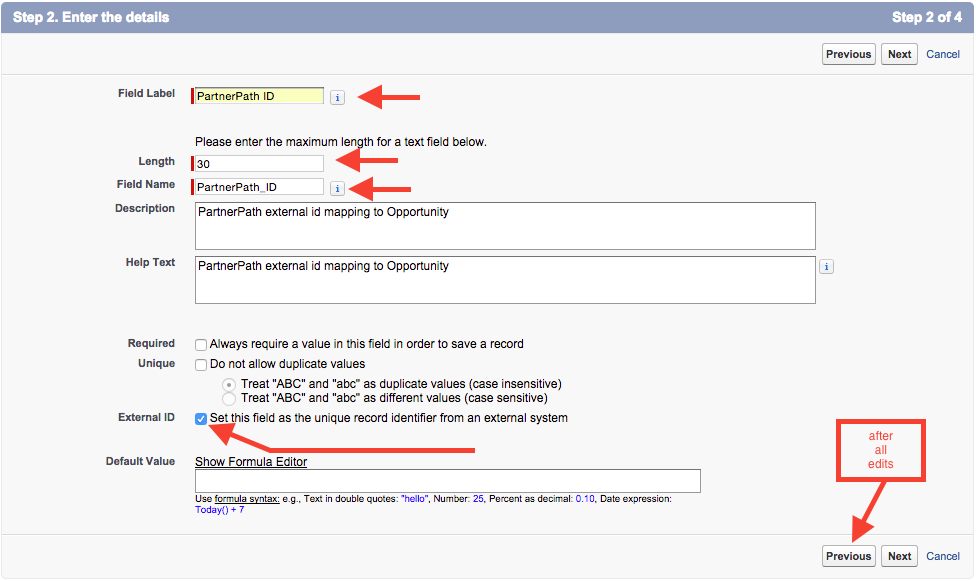 Step 2. Enter the details
Step 2 of 4
Previous Next Cancel
Field Label PartnerPath ID i
Please enter the maximum length for a text field below.
Length 30
Field Name PartnerPath_ID i
Description PartnerPath external id mapping to Opportunity
Help Text PartnerPath external id mapping to Opportunity i
Required Always require a value in this field in order to save a record
Unique Do not allow duplicate values
Treat "ABC" and "abc" as duplicate values (case insensitive)
Treat "ABC" and "abc" as different values (case sensitive)
External ID Set this field as the unique record identifier from an external system
after
all
edits
Default Value Show Formula Editor
Use formula syntax: e.g., Text in double quotes: "hello", Number: 25, Percent as decimal: 0.10, Date expression:
Today() + 7
Previous Next Cancel